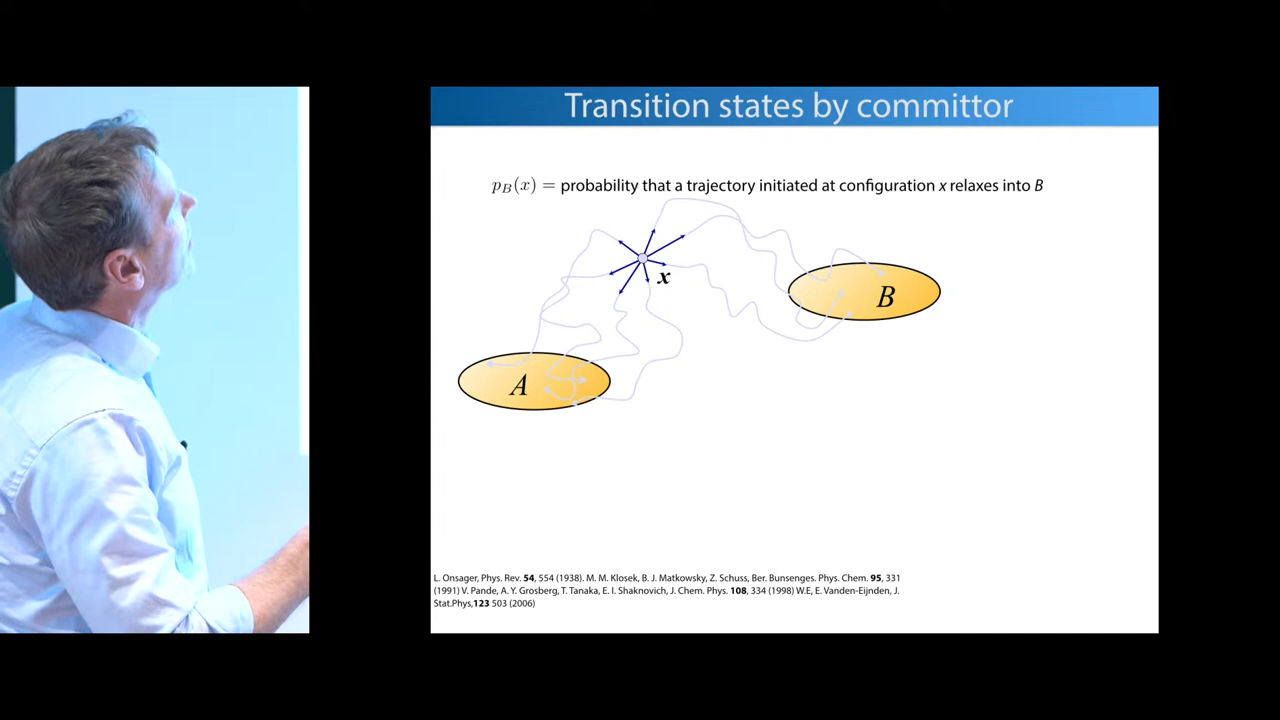 Transition states by committor
p_B(x) = probability that a trajectory initiated at configuration x relaxes into B
x
B
A
L. Onsager, Phys. Rev. 54, 554 (1938). M. M. Klosek, B. J. Matkowsky, Z. Schuss, Ber. Bunsenges. Phys. Chem. 95, 331
(1991) V. Pande, A. Y. Grosberg, T. Tanaka, E. I. Shaknovich, J. Chem. Phys. 108, 334 (1998) W.E, E. Vanden-Eijnden, J.
Stat.Phys,123 503 (2006)